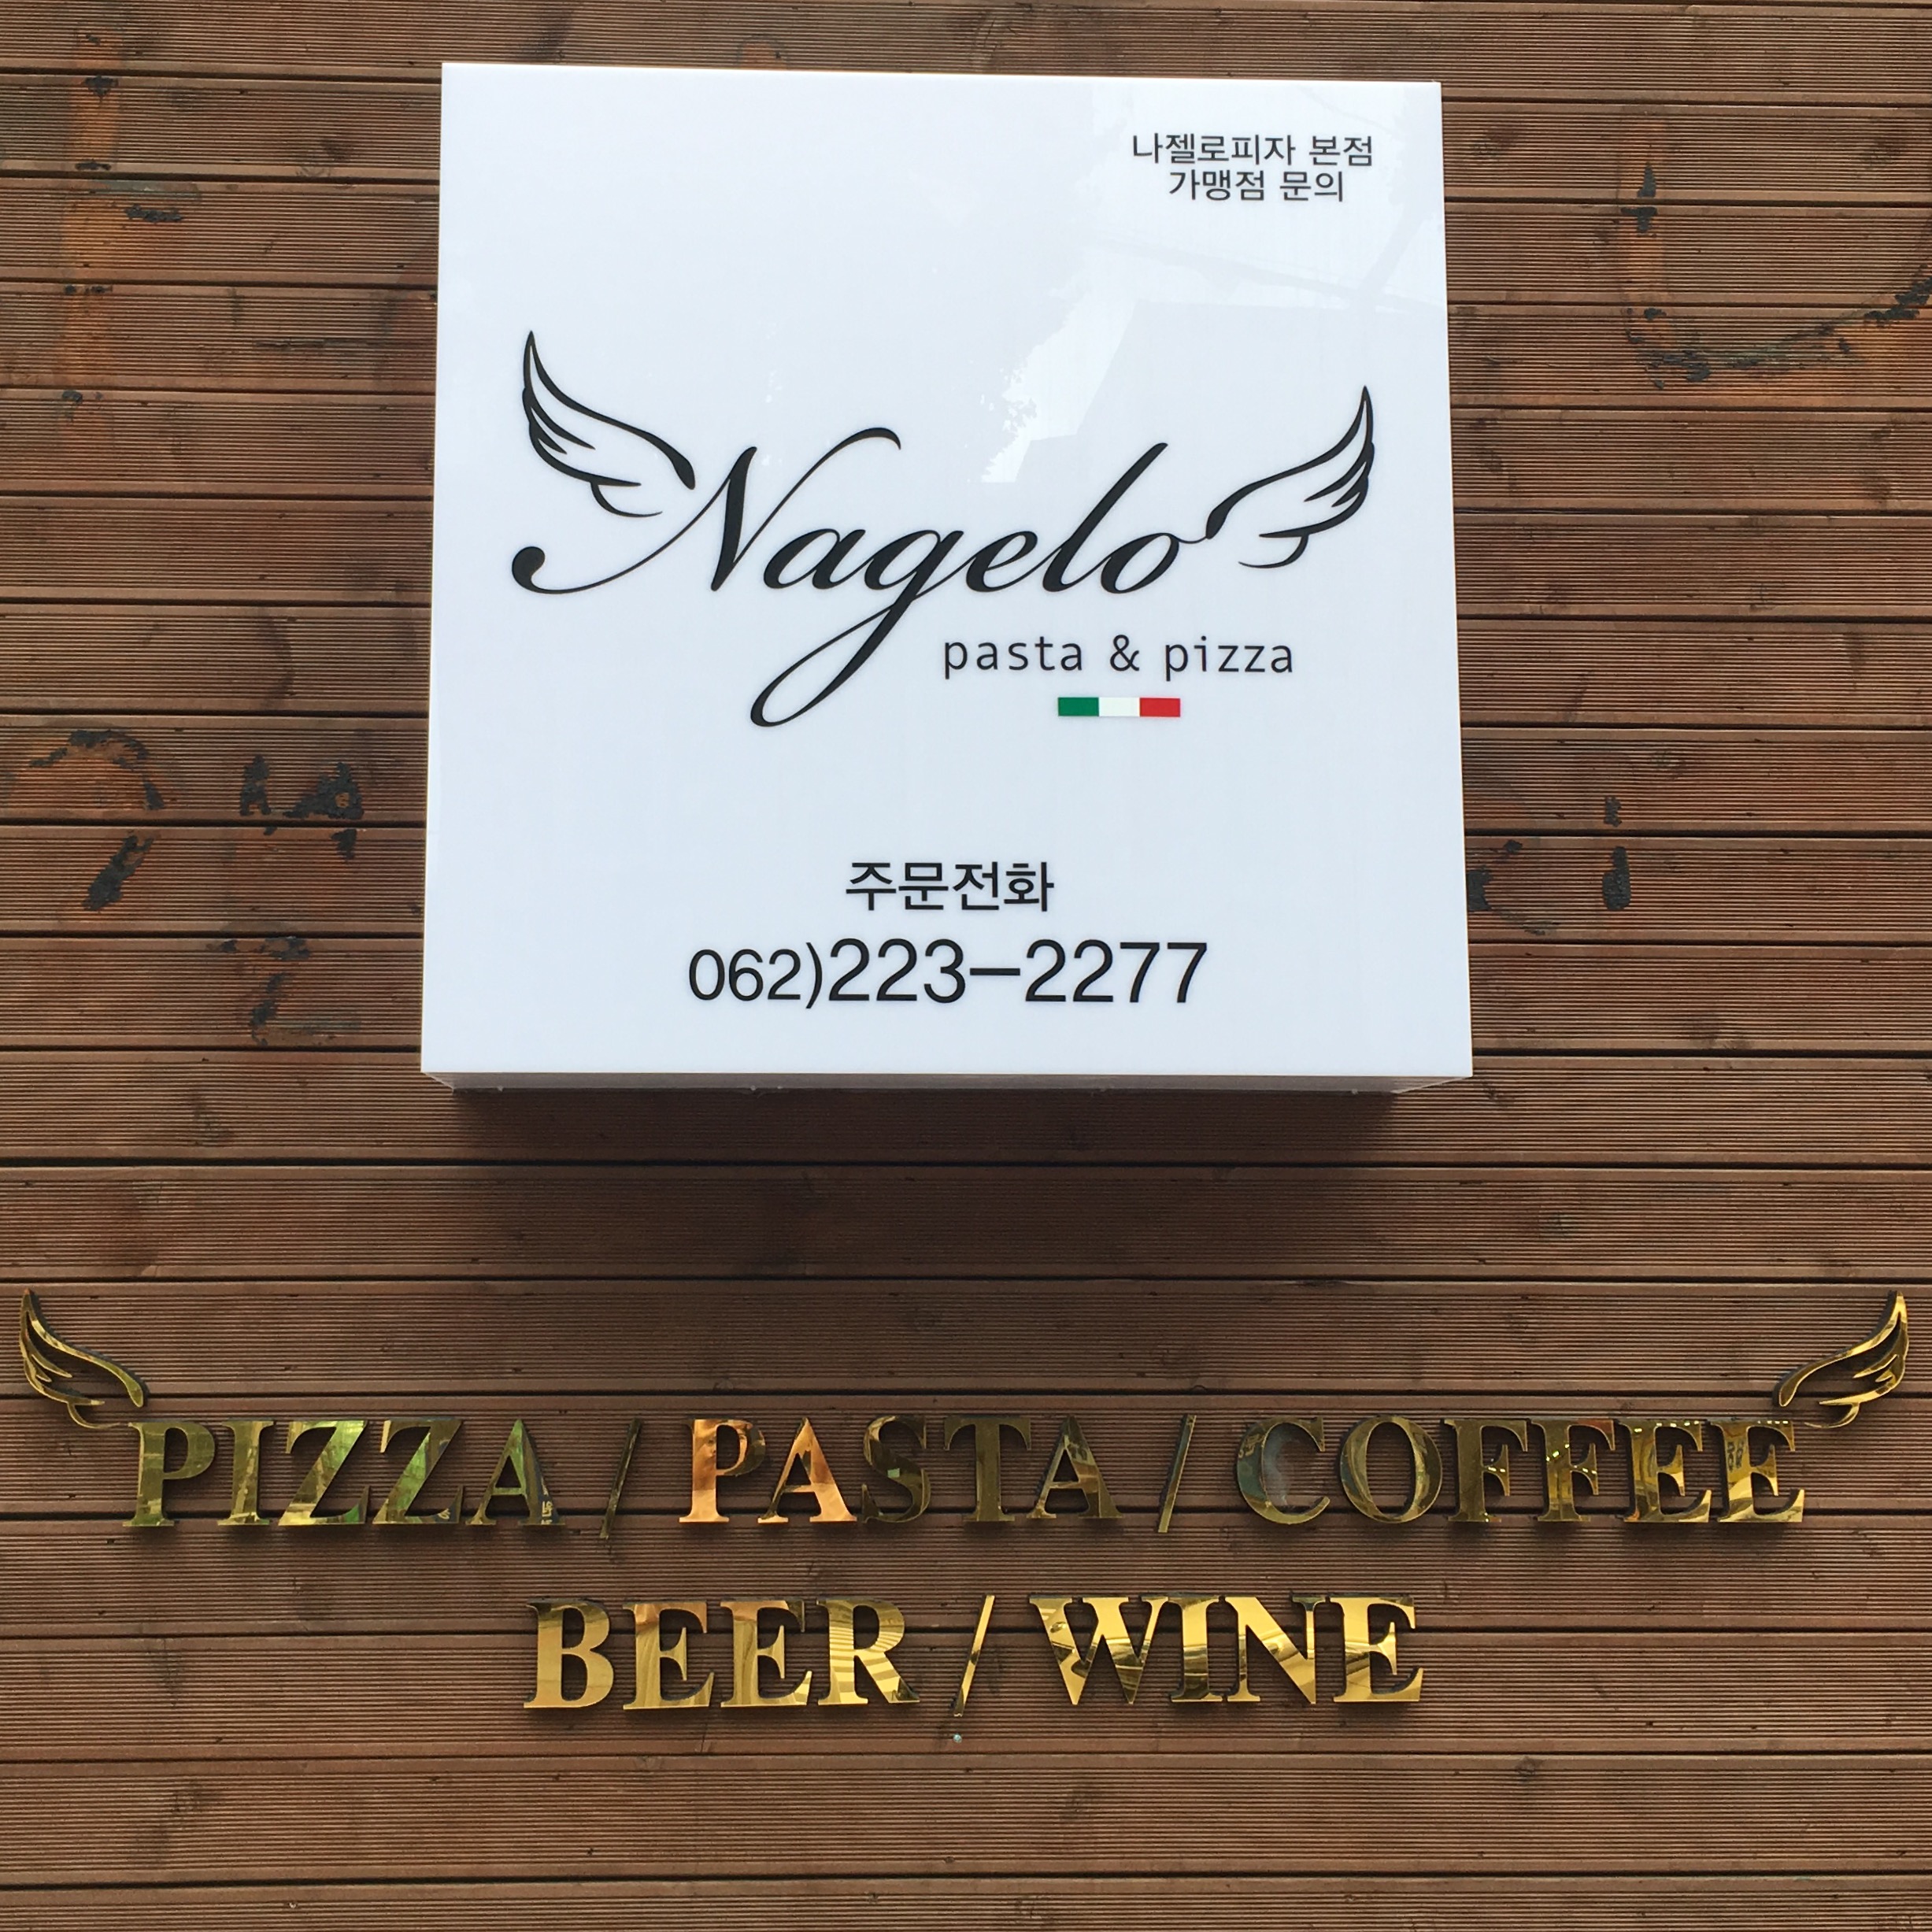 나젤로피자 본점
가맹점 문의
Nagelo
pasta & pizza
주문전화
062)223-2277
PIZZA / PASTA / COFFEE
BEER / WINE